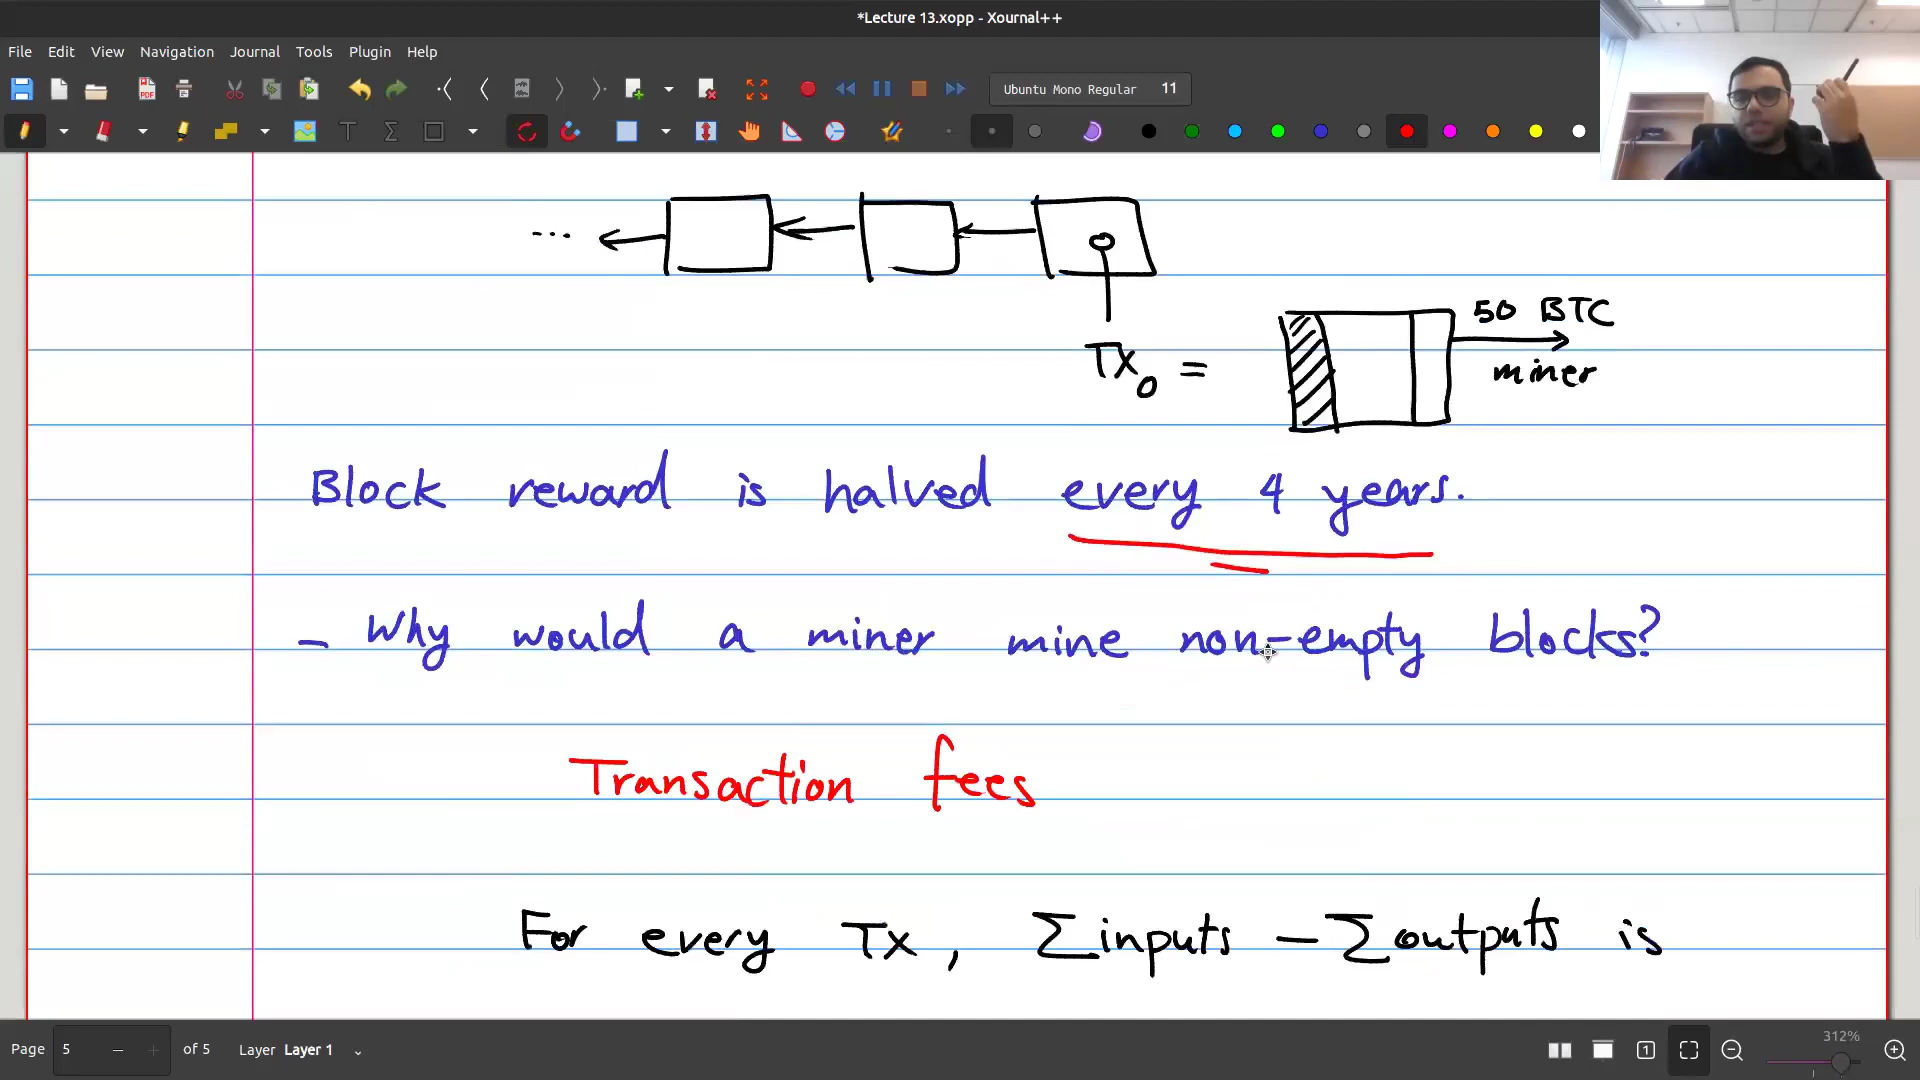 *Lecture 13.xopp - Xournal++
File Edit View Navigation Journal Tools Plugin Help
PDF
Ubuntu Mono Regular 11
...
50 BTC
TX0 =
miner
Block reward is halved every 4 years.
- Why would a miner mine non-empty blocks?
Transaction fees
For every TX, Σinputs - Σoutputs is
312%
Page 5 - + of 5 Layer Layer 1
1